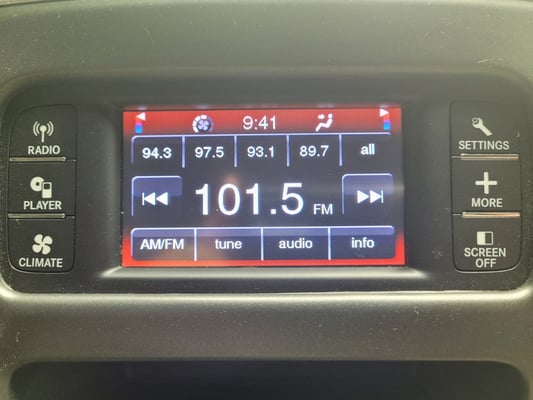 9:41
94.3 97.5 93.1 89.7 all
101.5 FM
AM/FM tune audio info
RADIO
PLAYER
CLIMATE
SETTINGS
MORE
SCREEN
OFF